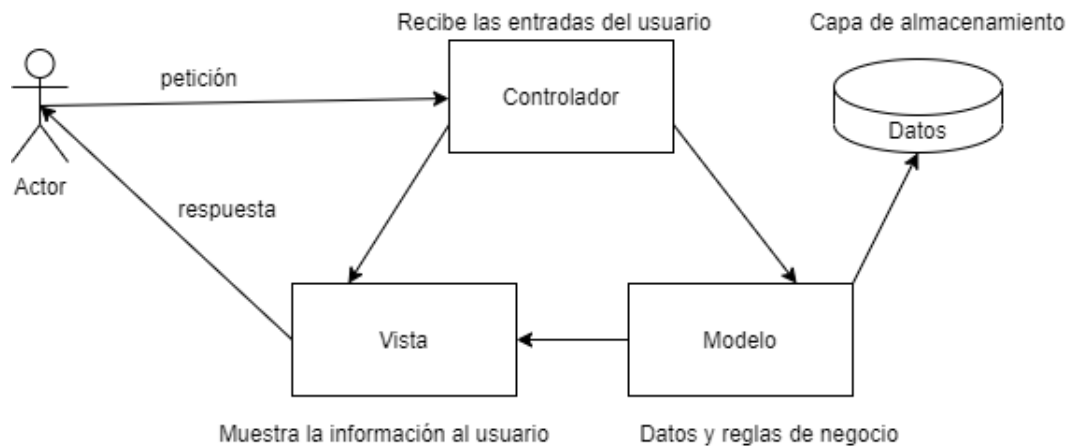 Recibe las entradas del usuario
Capa de almacenamiento
petición
Controlador
Datos
Actor
respuesta
Vista
Modelo
Muestra la información al usuario
Datos y reglas de negocio